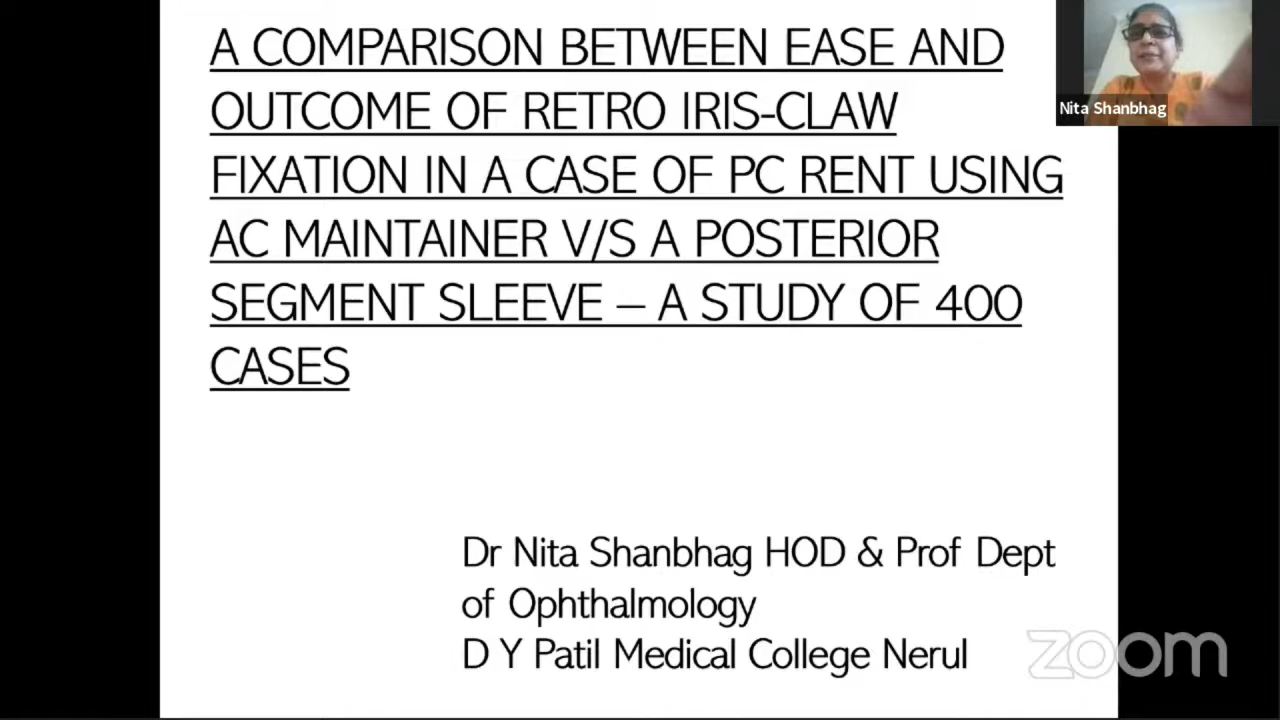 A COMPARISON BETWEEN EASE AND
OUTCOME OF RETRO IRIS-CLAW
FIXATION IN A CASE OF PC RENT USING
AC MAINTAINER V/S A POSTERIOR
SEGMENT SLEEVE – A STUDY OF 400
CASES
Nita Shanbhag
Dr Nita Shanbhag HOD & Prof Dept
of Ophthalmology
D Y Patil Medical College Nerul
zoom